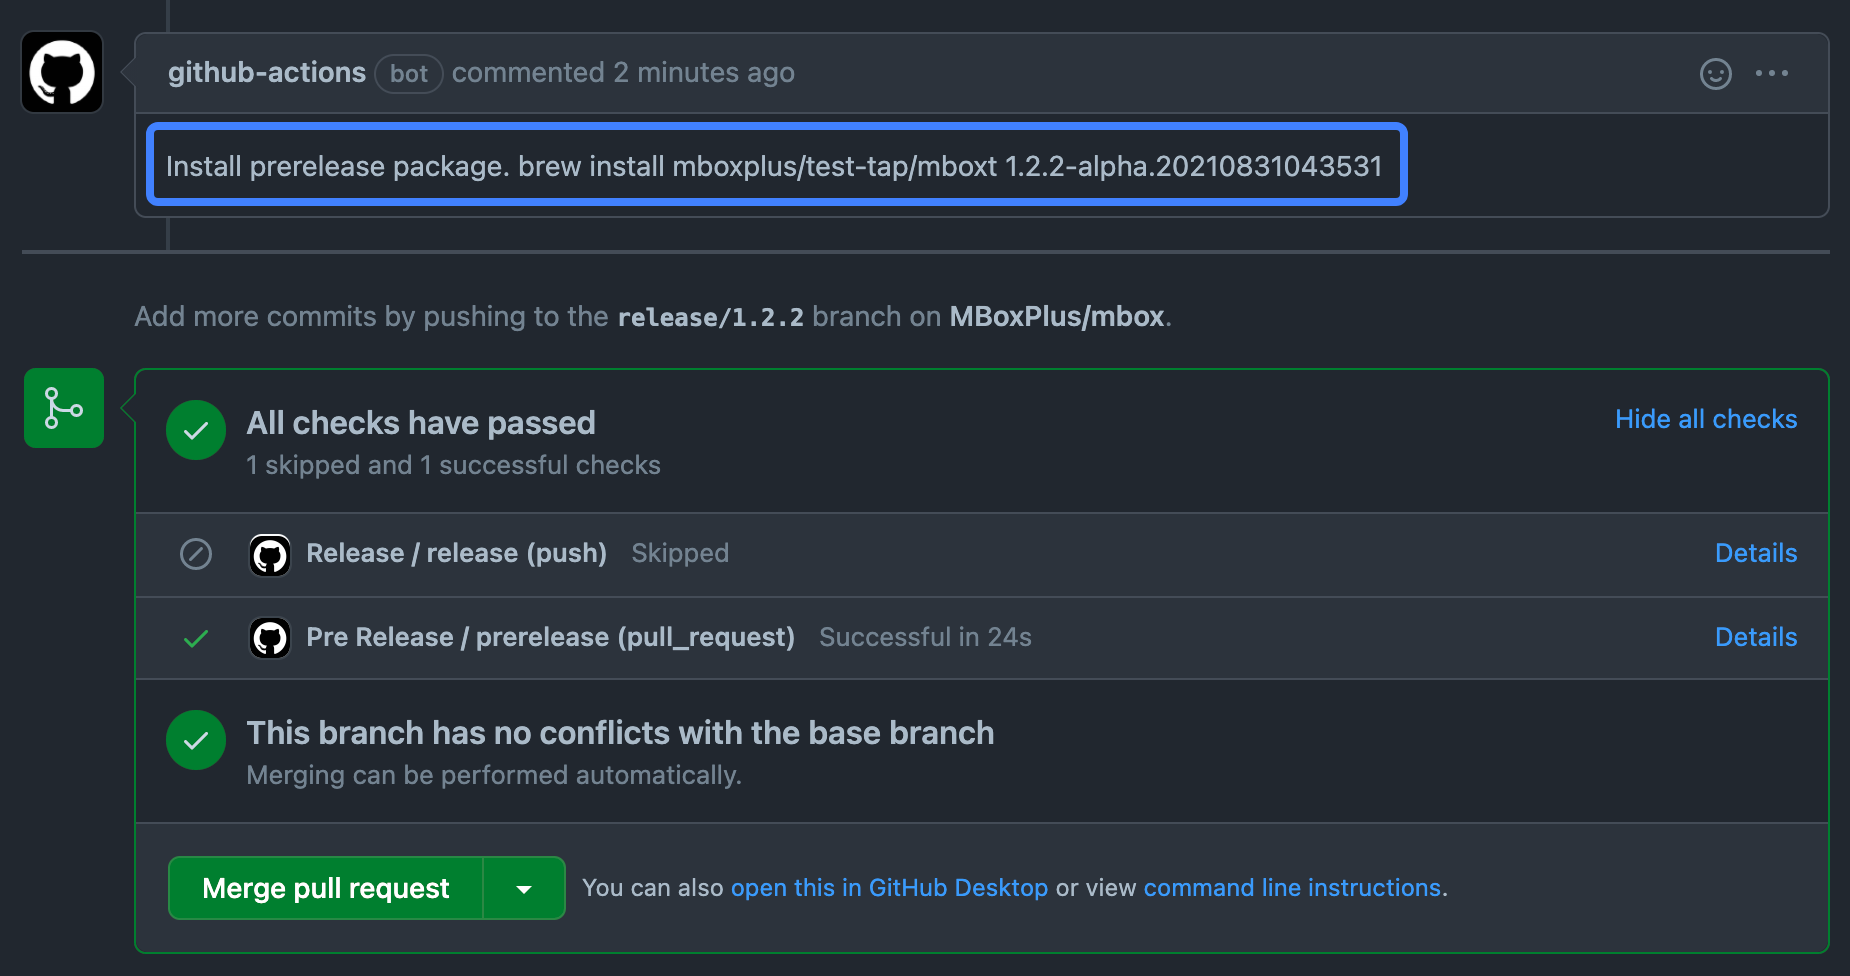 github-actions bot commented 2 minutes ago
Install prerelease package. brew install mboxplus/test-tap/mboxt 1.2.2-alpha.20210831043531
Add more commits by pushing to the release/1.2.2 branch on MBoxPlus/mbox.
All checks have passed
Hide all checks
1 skipped and 1 successful checks
Release / release (push) Skipped Details
Pre Release / prerelease (pull_request) Successful in 24s Details
This branch has no conflicts with the base branch
Merging can be performed automatically.
Merge pull request You can also open this in GitHub Desktop or view command line instructions.